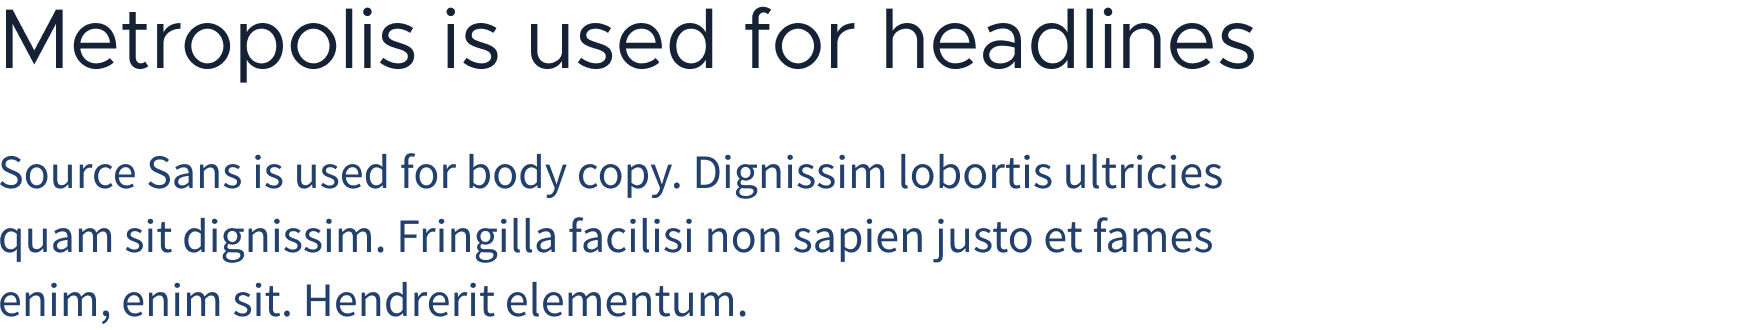 Metropolis is used for headlines
Source Sans is used for body copy. Dignissim lobortis ultricies
quam sit dignissim. Fringilla facilisi non sapien justo et fames
enim, enim sit. Hendrerit elementum.